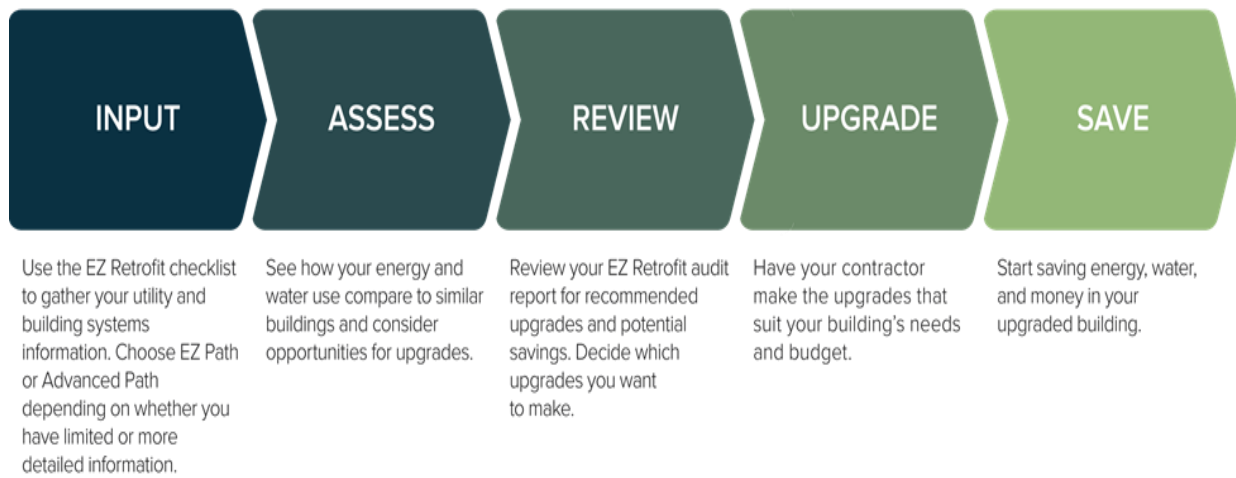 INPUT
ASSESS
REVIEW
UPGRADE
SAVE
Use the EZ Retrofit checklist
to gather your utility and
building systems
information. Choose EZ Path
or Advanced Path
depending on whether you
have limited or more
detailed information.
See how your energy and
water use compare to similar
buildings and consider
opportunities for upgrades.
Review your EZ Retrofit audit
report for recommended
upgrades and potential
savings. Decide which
upgrades you want
to make.
Have your contractor
make the upgrades that
suit your building’s needs
and budget.
Start saving energy, water,
and money in your
upgraded building.